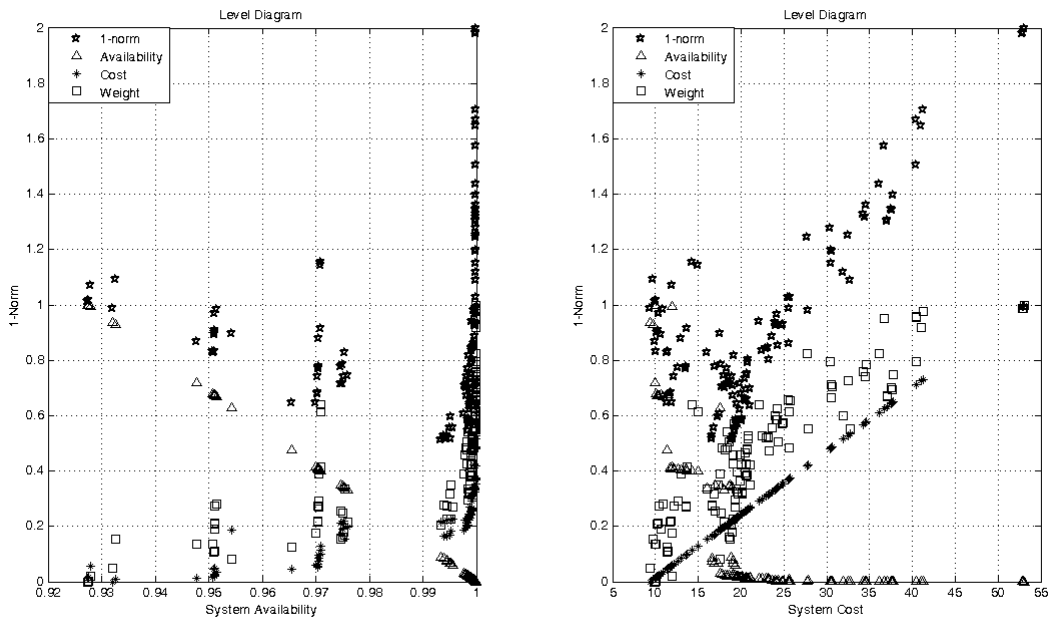 Level Diagram
2
1.8
1.6
1.4
1.2
1
0.8
0.6
0.4
0.2
0
1-Norm
1-norm
Availability
Cost
Weight
0.92 0.93 0.94 0.95 0.96 0.97 0.98 0.99 1
System Availability
Level Diagram
2
1.8
1.6
1.4
1.2
1
0.8
0.6
0.4
0.2
0
1-Norm
1-norm
Availability
Cost
Weight
5 10 15 20 25 30 35 40 45 50 55
System Cost